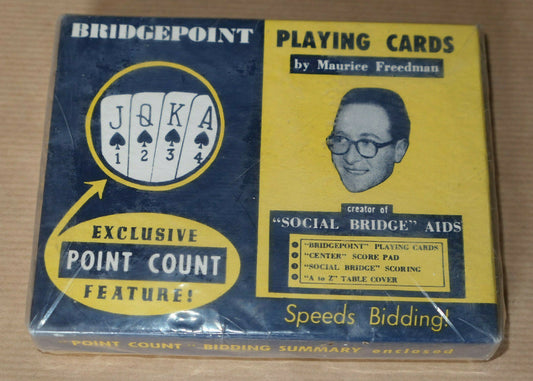 BRIDGEPOINT
J Q K A
1 2 3 4
EXCLUSIVE
POINT COUNT
FEATURE!
PLAYING CARDS
by Maurice Freedman
creator of
"SOCIAL BRIDGE" AIDS
"BRIDGEPOINT" PLAYING CARDS
"CENTER" SCORE PAD
"SOCIAL BRIDGE" SCORING
"A to Z" TABLE COVER
Speeds Bidding!
POINT COUNT - BIDDING SUMMARY enclosed